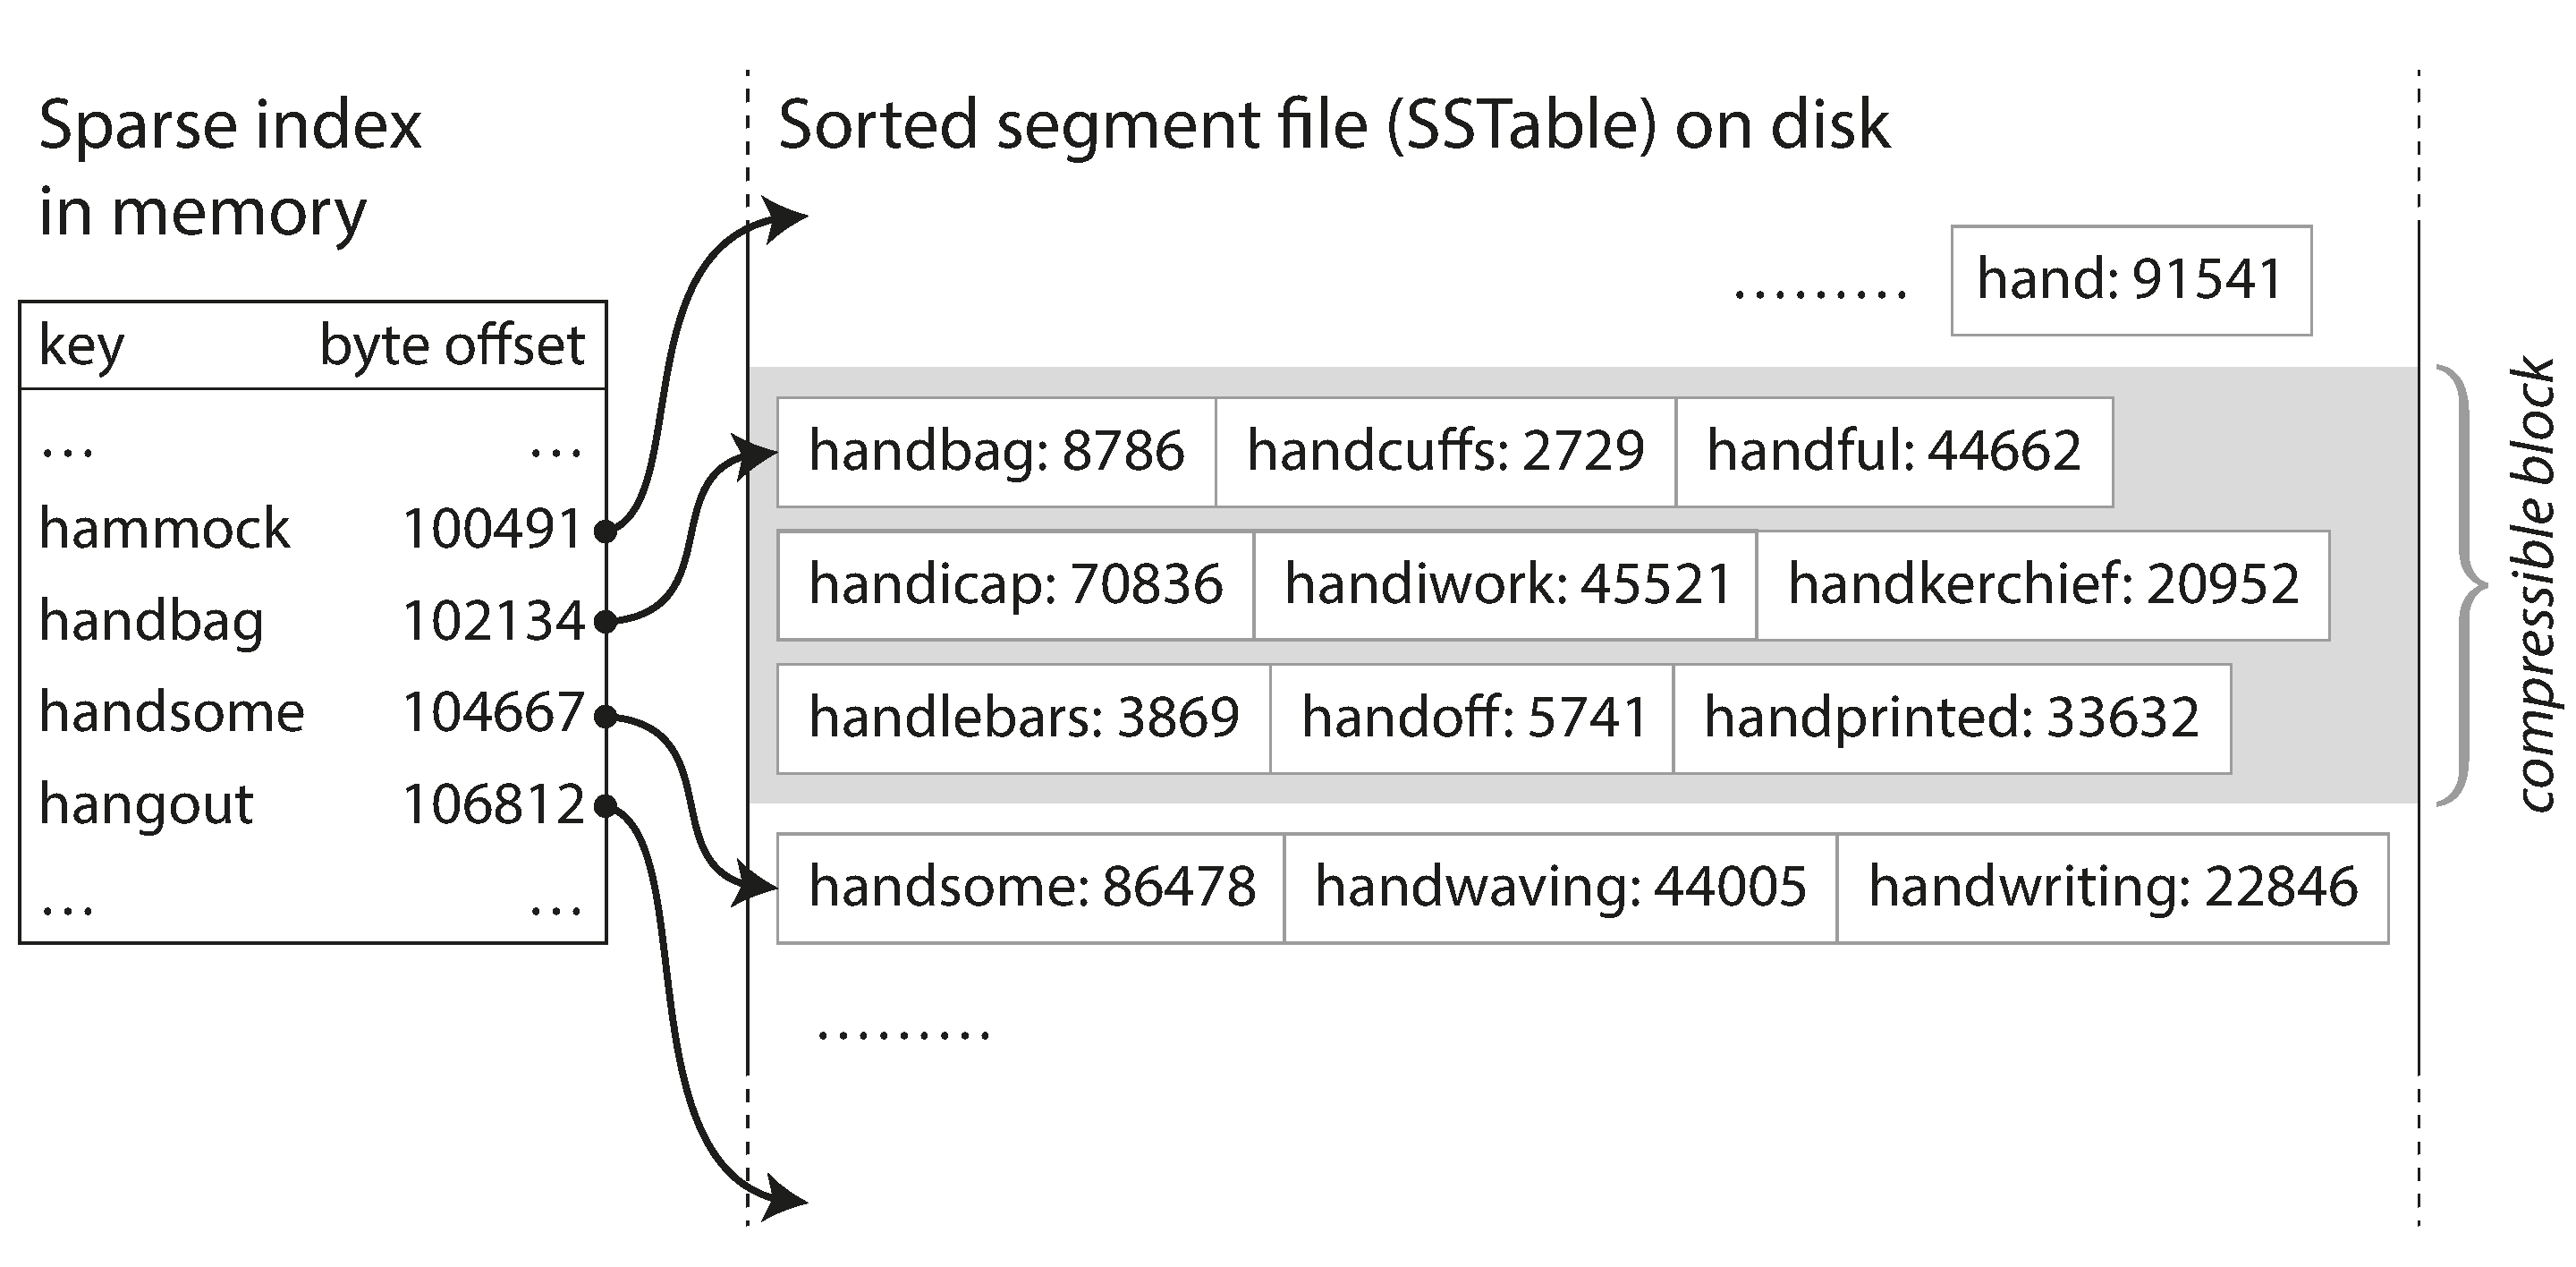 Sparse index
in memory
key byte offset
... ...
hammock 100491
handbag 102134
handsome 104667
hangout 106812
... ...
Sorted segment file (SSTable) on disk
......... hand: 91541
handbag: 8786 handcuffs: 2729 handful: 44662
handicap: 70836 handiwork: 45521 handkerchief: 20952
handlebars: 3869 handoff: 5741 handprinted: 33632
handsome: 86478 handwaving: 44005 handwriting: 22846
.........
compressible block